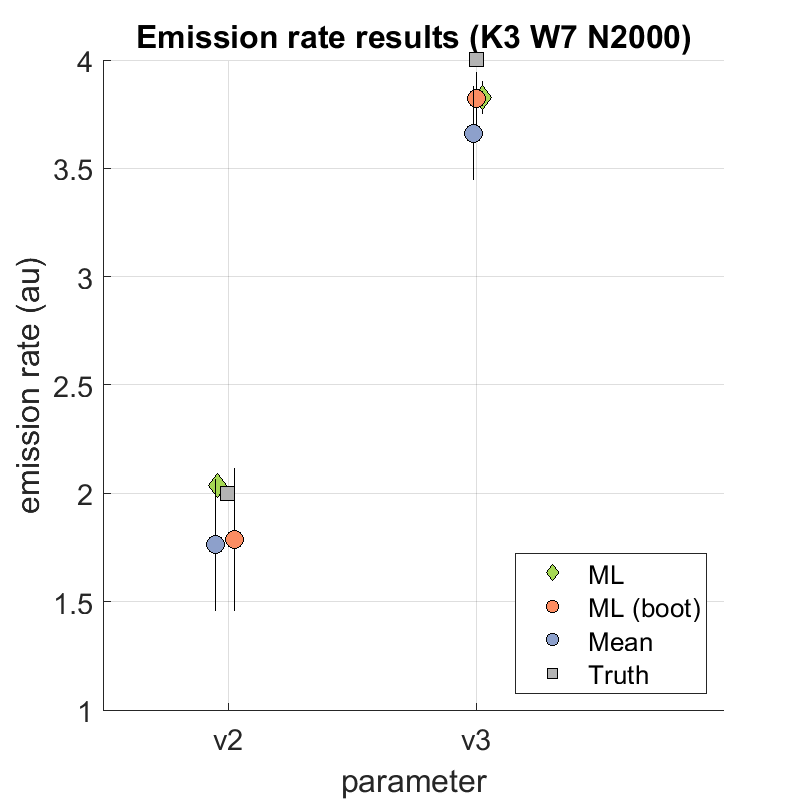 Emission rate results (K3 W7 N2000)
4
3.5
3
2.5
2
1.5
1
emission rate (au)
v2 v3
parameter
ML
ML (boot)
Mean
Truth